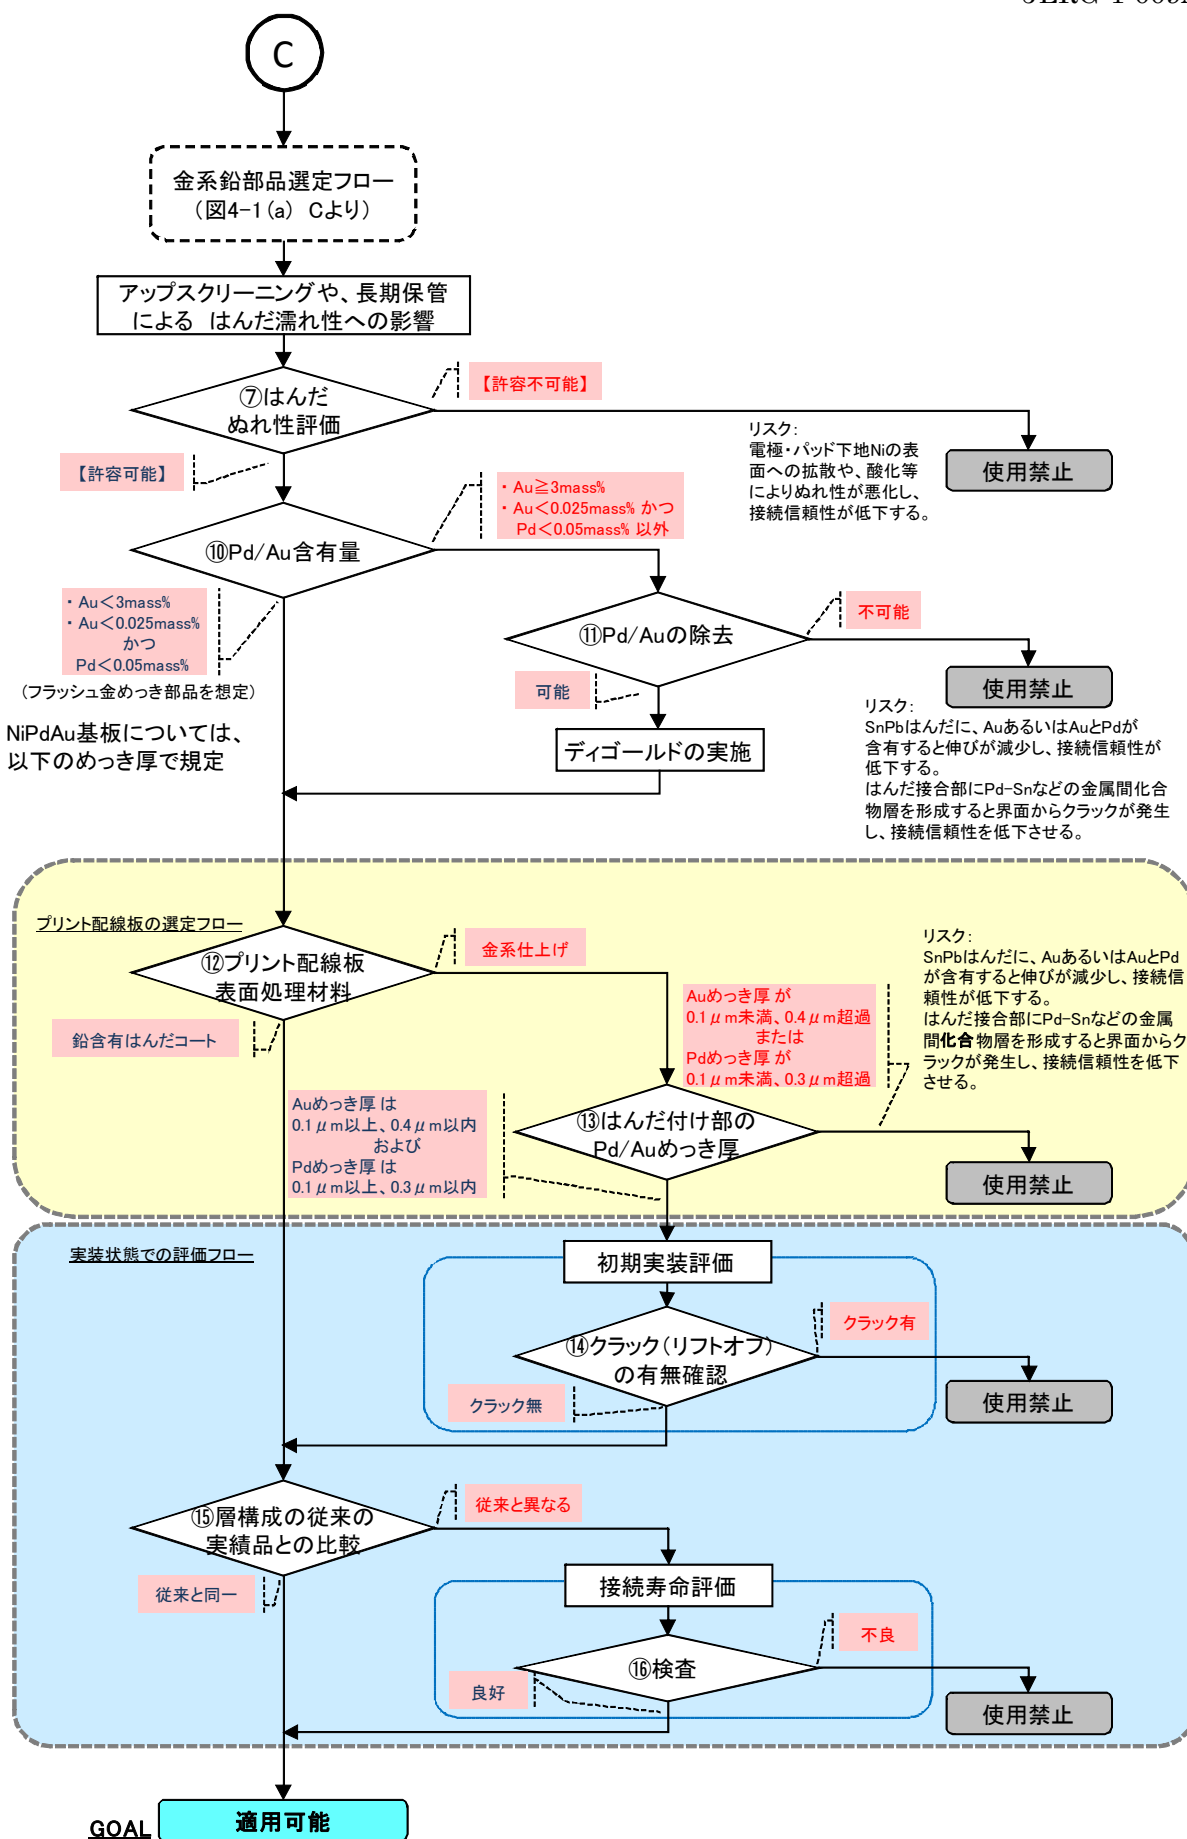 C
金系鉛部品選定フロー
（図4-1(a) Cより）
アップスクリーニングや、長期保管
による はんだ濡れ性への影響
⑦はんだ
ぬれ性評価
【許容不可能】
【許容可能】
リスク：
電極・パッド下地Niの表
面への拡散や、酸化等
によりぬれ性が悪化し、
接続信頼性が低下する。
使用禁止
⑩Pd/Au含有量
・Au≧3mass%
・Au＜0.025mass% かつ
Pd＜0.05mass% 以外
・Au＜3mass%
・Au＜0.025mass%
かつ
Pd＜0.05mass%
（フラッシュ金めっき部品を想定）
NiPdAu基板については、
以下のめっき厚で規定
⑪Pd/Auの除去
不可能
可能
使用禁止
ディゴールドの実施
リスク：
SnPbはんだに、AuあるいはAuとPdが
含有すると伸びが減少し、接続信頼性が
低下する。
はんだ接合部にPd-Snなどの金属間化合
物層を形成すると界面からクラックが発生
し、接続信頼性を低下させる。
プリント配線板の選定フロー
⑫プリント配線板
表面処理材料
金系仕上げ
鉛含有はんだコート
Auめっき厚 が
0.1μm未満、0.4μm超過
または
Pdめっき厚 が
0.1μm未満、0.3μm超過
リスク：
SnPbはんだに、AuあるいはAuとPd
が含有すると伸びが減少し、接続信
頼性が低下する。
はんだ接合部にPd-Snなどの金属
間化合物層を形成すると界面からク
ラックが発生し、接続信頼性を低下
させる。
Auめっき厚 は
0.1μm以上、0.4μm以内
および
Pdめっき厚 は
0.1μm以上、0.3μm以内
⑬はんだ付け部の
Pd/Auめっき厚
使用禁止
実装状態での評価フロー
初期実装評価
⑭クラック（リフトオフ）
の有無確認
クラック有
クラック無
使用禁止
⑮層構成の従来の
実績品との比較
従来と異なる
従来と同一
接続寿命評価
⑯検査
不良
良好
使用禁止
GOAL
適用可能